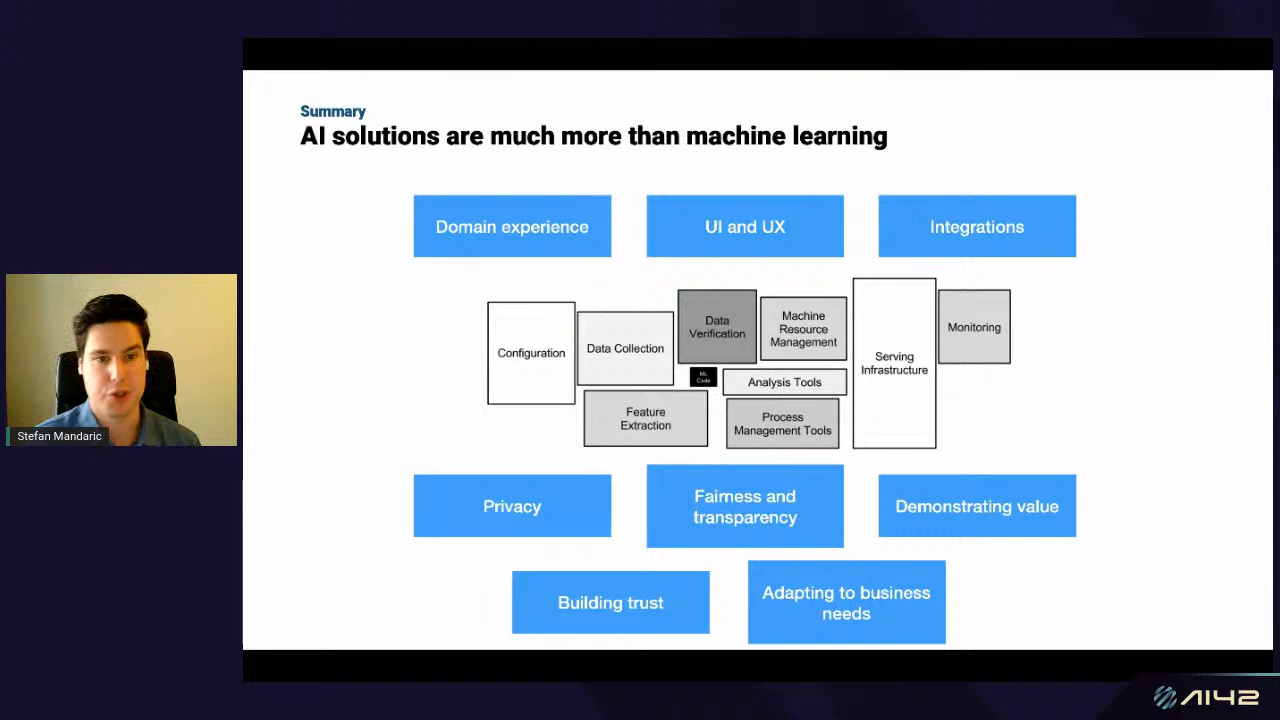 Summary
AI solutions are much more than machine learning
Domain experience
UI and UX
Integrations
Configuration
Data Collection
Data
Verification
Machine
Resource
Management
Serving
Infrastructure
Monitoring
ML
Code
Analysis Tools
Feature
Extraction
Process
Management Tools
Privacy
Fairness and
transparency
Demonstrating value
Building trust
Adapting to business
needs
Stefan Mandaric
AI42